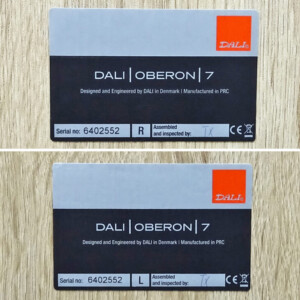 DALI
DALI | OBERON | 7
Designed and Engineered by DALI in Denmark | Manufactured in PRC
Serial no: 6402552 R Assembled and inspected by: CE
DALI
DALI | OBERON | 7
Designed and Engineered by DALI in Denmark | Manufactured in PRC
Serial no: 6402552 L Assembled and inspected by: CE